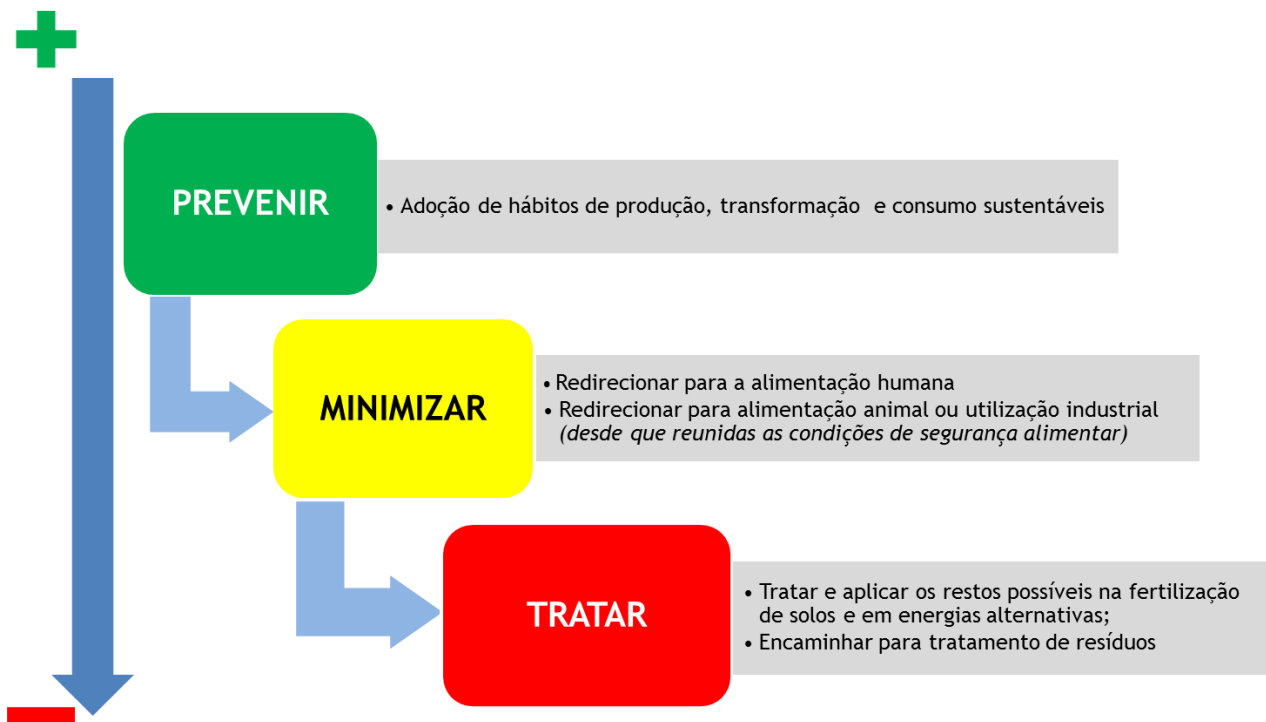 PREVENIR
• Adoção de hábitos de produção, transformação e consumo sustentáveis
MINIMIZAR
• Redirecionar para a alimentação humana
• Redirecionar para alimentação animal ou utilização industrial
(desde que reunidas as condições de segurança alimentar)
TRATAR
• Tratar e aplicar os restos possíveis na fertilização
de solos e em energias alternativas;
• Encaminhar para tratamento de resíduos